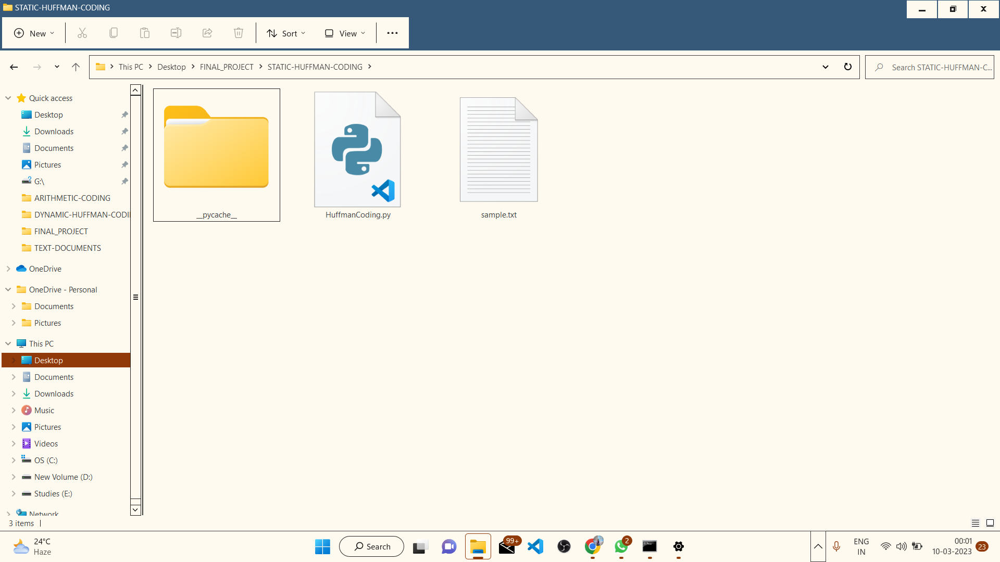 STATIC-HUFFMAN-CODING
New
Sort
View
This PC
Desktop
FINAL_PROJECT
STATIC-HUFFMAN-CODING
Search STATIC-HUFFMAN-C...
Quick access
Desktop
Downloads
Documents
Pictures
G:\
ARITHMETIC-CODING
DYNAMIC-HUFFMAN-CODI
FINAL_PROJECT
TEXT-DOCUMENTS
OneDrive
OneDrive - Personal
Documents
Pictures
This PC
Desktop
Documents
Downloads
Music
Pictures
Videos
OS (C:)
New Volume (D:)
Studies (E:)
Network
__pycache__
HuffmanCoding.py
sample.txt
3 items
24°C
Haze
Search
99+
2
ENG
IN
00:01
10-03-2023
23